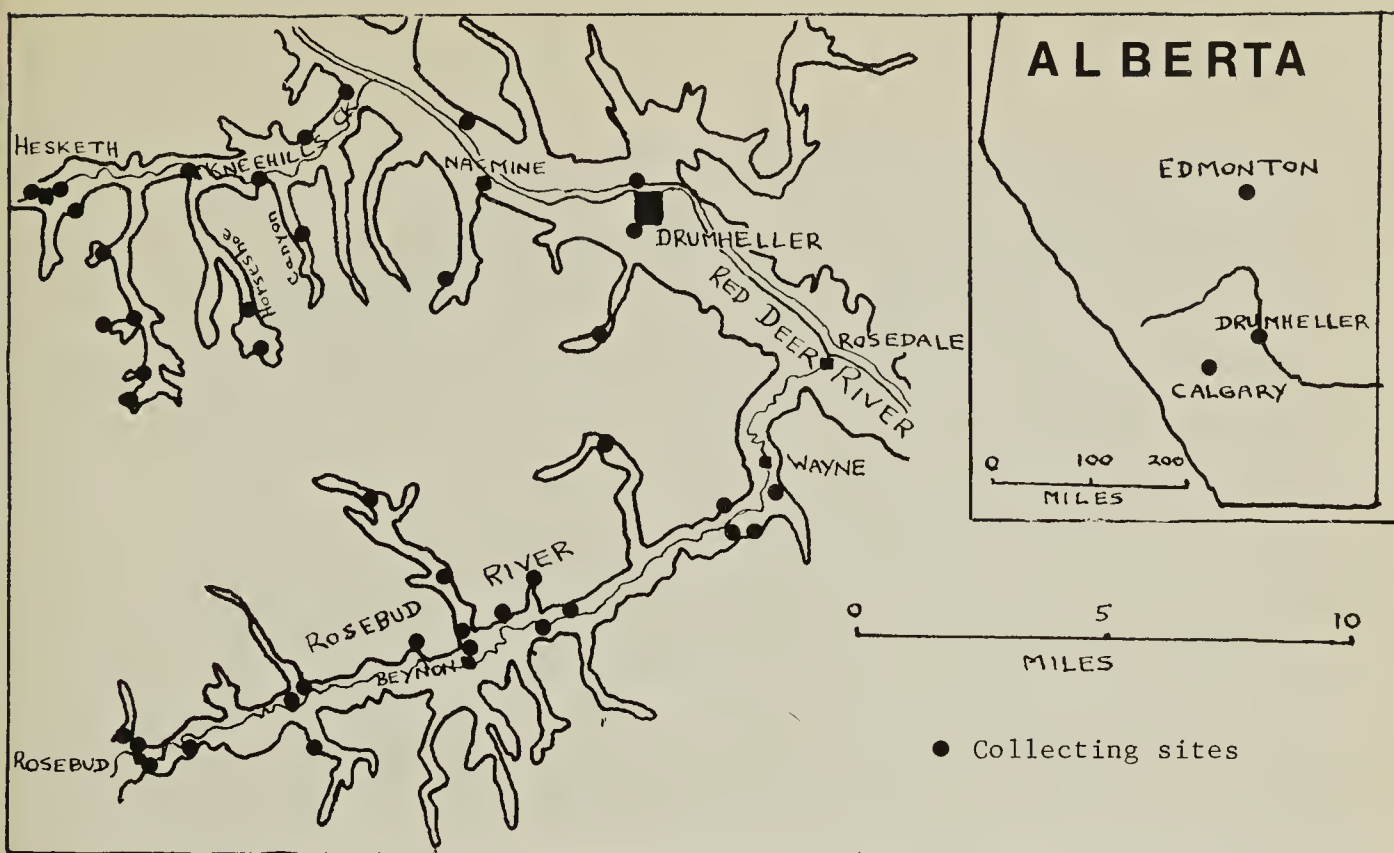 ALBERTA
EDMONTON
DRUMHELLER
CALGARY
0 100 200
MILES
HESKETH
KNEEHILLS CK
NACMINE
DRUMHELLER
Horseshoe
Canyon
RED DEER RIVER
ROSEDALE
WAYNE
ROSEBUD RIVER
BEYNON
ROSEBUD
0 5 10
MILES
Collecting sites